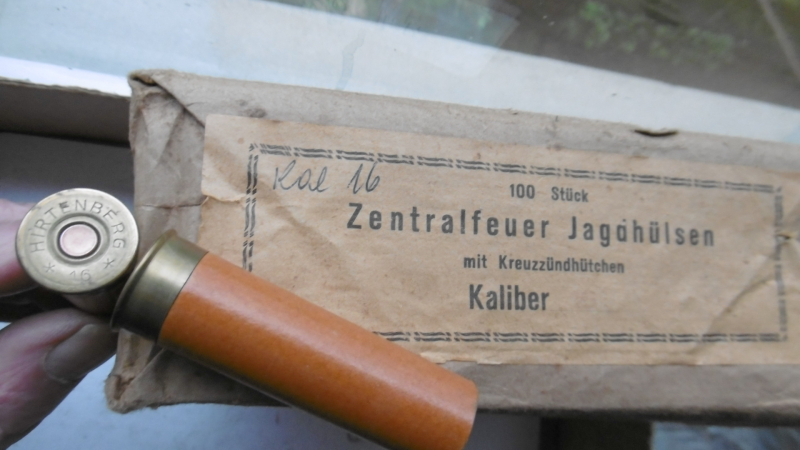 Kal 16
100 Stück
Zentralfeuer Jagdhülsen
mit Kreuzzündhütchen
Kaliber
HIRTENBERG
* 16 *